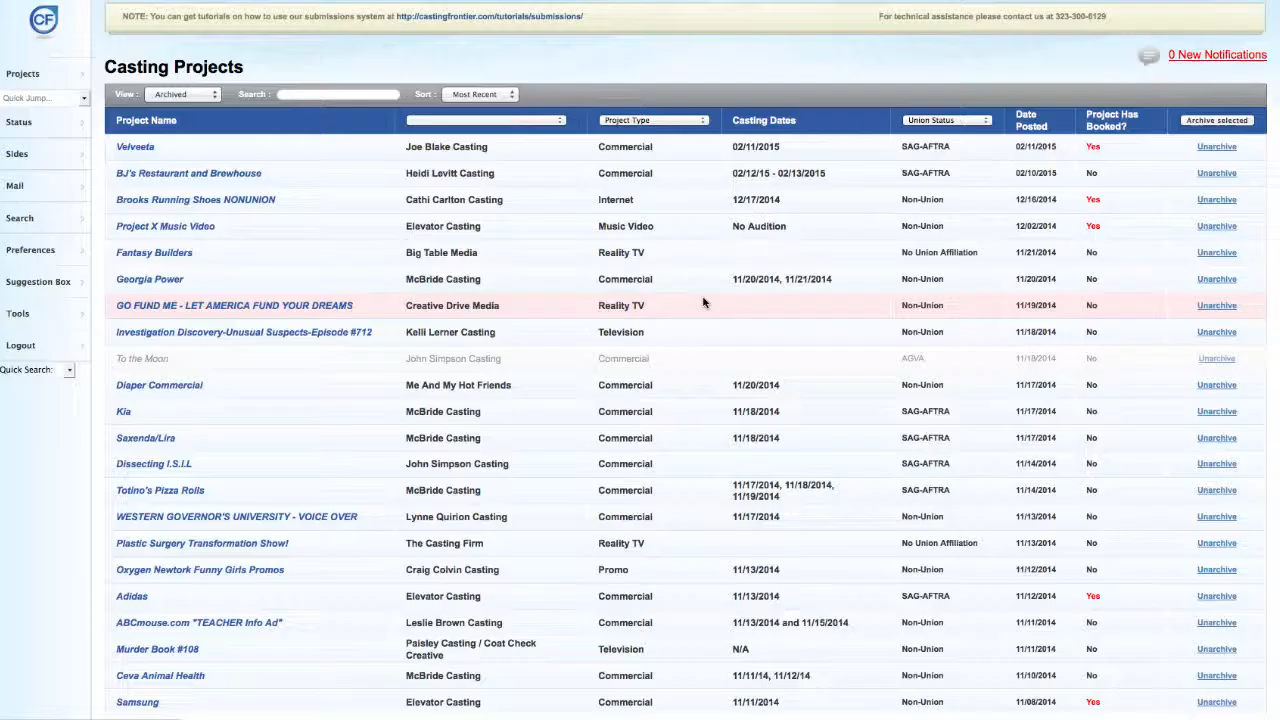 NOTE: You can get tutorials on how to use our submissions system at http://castingfrontier.com/tutorials/submissions/ For technical assistance please contact us at 323-300-6129
CF
0 New Notifications
Casting Projects
Projects
View : Archived Search : Sort : Most Recent
Quick Jump...
Project Name Project Type Casting Dates Union Status Date Posted Project Has Booked? Archive selected
Status
Velveeta Joe Blake Casting Commercial 02/11/2015 SAG-AFTRA 02/11/2015 Yes Unarchive
Sides
BJ's Restaurant and Brewhouse Heidi Levitt Casting Commercial 02/12/15 - 02/13/2015 SAG-AFTRA 02/10/2015 No Unarchive
Mail
Brooks Running Shoes NONUNION Cathi Carlton Casting Internet 12/17/2014 Non-Union 12/16/2014 Yes Unarchive
Search
Project X Music Video Elevator Casting Music Video No Audition Non-Union 12/02/2014 Yes Unarchive
Preferences
Fantasy Builders Big Table Media Reality TV No Union Affiliation 11/21/2014 No Unarchive
Suggestion Box
Georgia Power McBride Casting Commercial 11/20/2014, 11/21/2014 Non-Union 11/20/2014 No Unarchive
Tools
GO FUND ME - LET AMERICA FUND YOUR DREAMS Creative Drive Media Reality TV Non-Union 11/19/2014 No Unarchive
Investigation Discovery-Unusual Suspects-Episode #712 Kelli Lerner Casting Television Non-Union 11/18/2014 No Unarchive
Logout
To the Moon John Simpson Casting Commercial AGVA 11/18/2014 No Unarchive
Quick Search:
Diaper Commercial Me And My Hot Friends Commercial 11/20/2014 Non-Union 11/17/2014 No Unarchive
Kia McBride Casting Commercial 11/18/2014 SAG-AFTRA 11/17/2014 No Unarchive
Saxenda/Lira McBride Casting Commercial 11/18/2014 SAG-AFTRA 11/17/2014 No Unarchive
Dissecting I.S.I.L John Simpson Casting Commercial SAG-AFTRA 11/14/2014 No Unarchive
Totino's Pizza Rolls McBride Casting Commercial 11/17/2014, 11/18/2014, 11/19/2014 SAG-AFTRA 11/14/2014 No Unarchive
WESTERN GOVERNOR'S UNIVERSITY - VOICE OVER Lynne Quirion Casting Commercial 11/17/2014 Non-Union 11/13/2014 No Unarchive
Plastic Surgery Transformation Show! The Casting Firm Reality TV No Union Affiliation 11/13/2014 No Unarchive
Oxygen Newtork Funny Girls Promos Craig Colvin Casting Promo 11/13/2014 Non-Union 11/12/2014 No Unarchive
Adidas Elevator Casting Commercial 11/13/2014 SAG-AFTRA 11/12/2014 Yes Unarchive
ABCmouse.com "TEACHER Info Ad" Leslie Brown Casting Commercial 11/13/2014 and 11/15/2014 Non-Union 11/11/2014 No Unarchive
Murder Book #108 Paisley Casting / Coat Check Creative Television N/A Non-Union 11/11/2014 No Unarchive
Ceva Animal Health McBride Casting Commercial 11/11/14, 11/12/14 Non-Union 11/10/2014 No Unarchive
Samsung Elevator Casting Commercial 11/11/2014 Non-Union 11/08/2014 Yes Unarchive